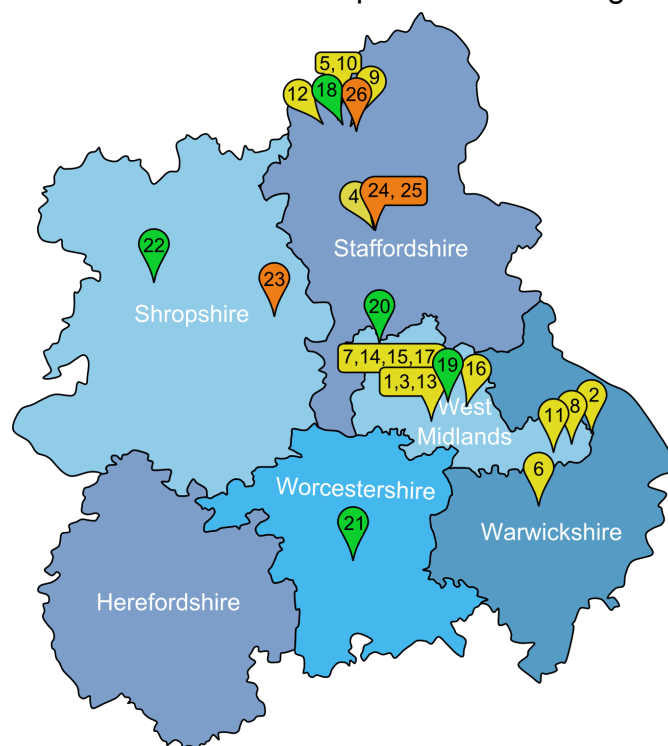 5,10
9
12
18
26
4
24, 25
Staffordshire
22
23
Shropshire
20
7,14,15,17
19
16
1,3,13
West
Midlands
2
8
11
6
Worcestershire
21
Warwickshire
Herefordshire